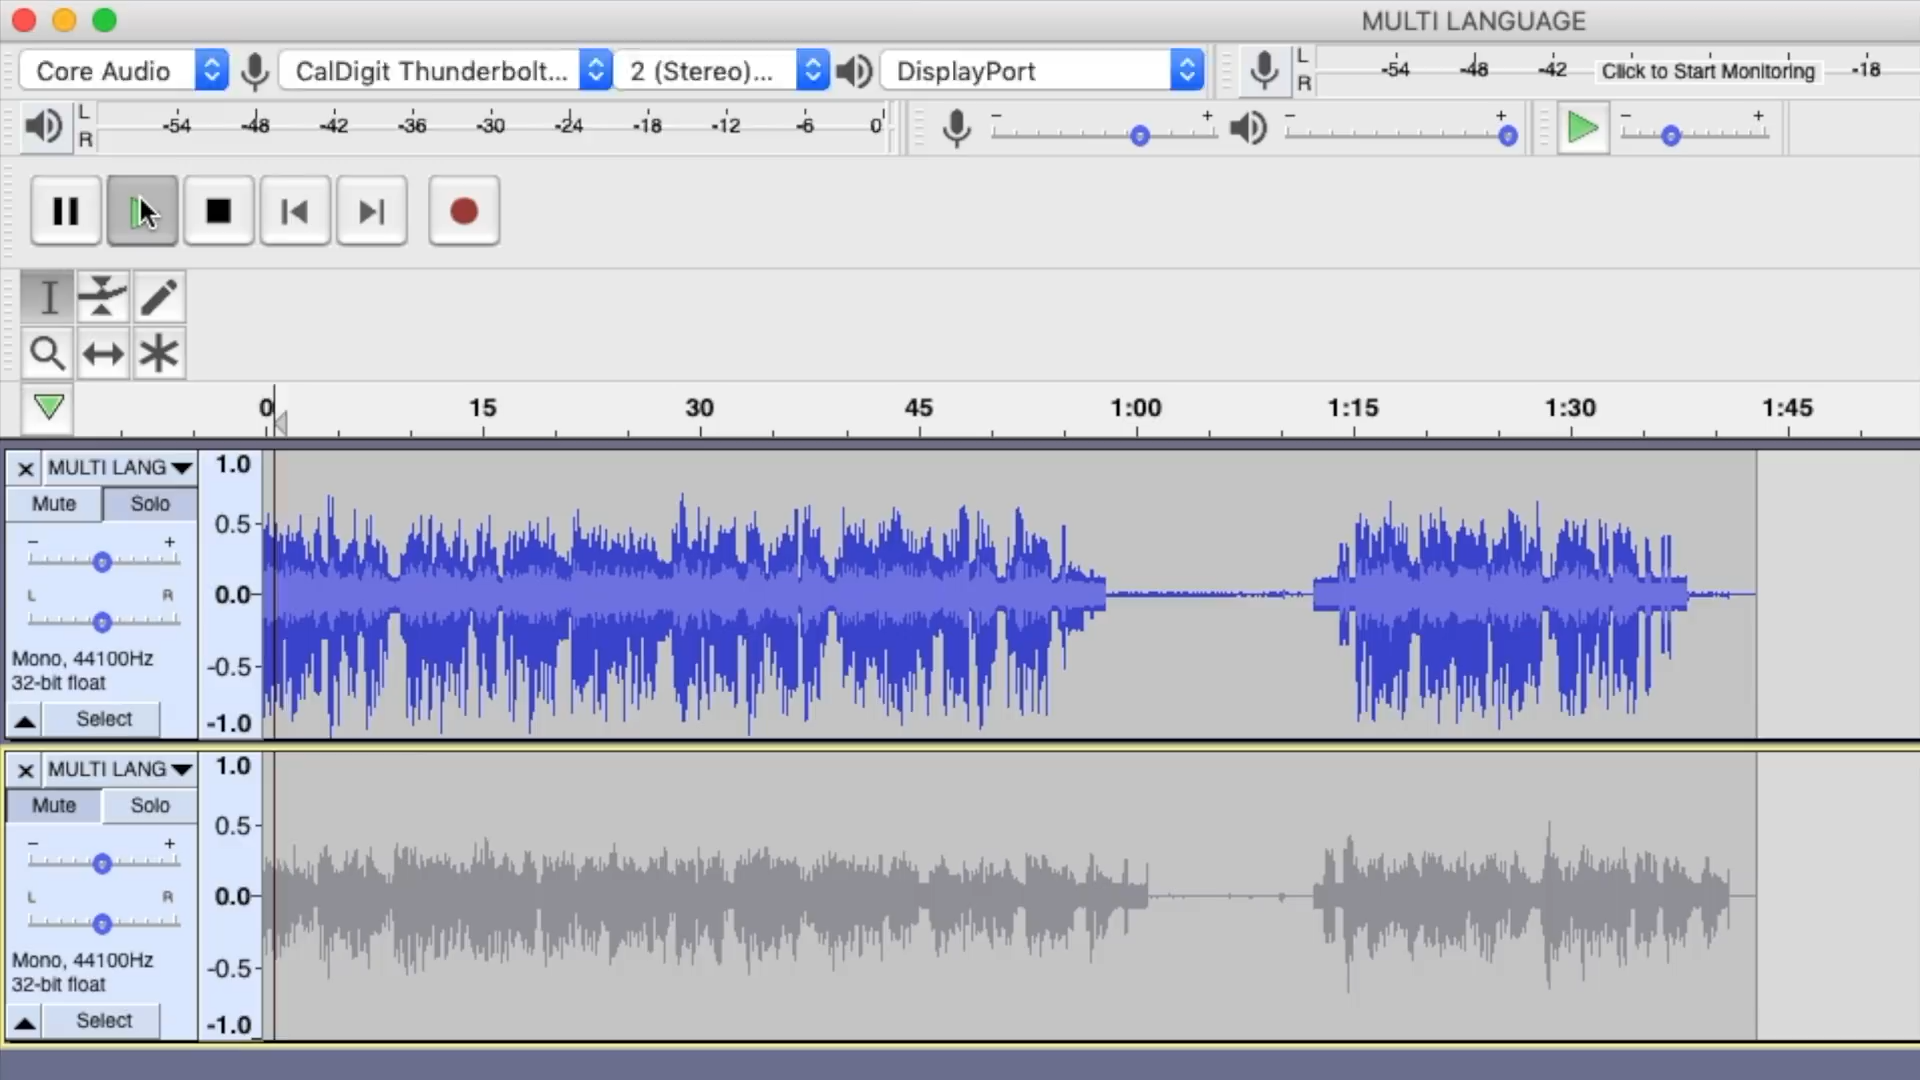 MULTI LANGUAGE
Core Audio CalDigit Thunderbolt... 2 (Stereo)... DisplayPort L R -54 -48 -42 Click to Start Monitoring -18
L R -54 -48 -42 -36 -30 -24 -18 -12 -6 0 - + - + - +
0 15 30 45 1:00 1:15 1:30 1:45
× MULTI LANG 1.0
Mute Solo 0.5
- +
L R 0.0
Mono, 44100Hz -0.5
32-bit float
Select -1.0
× MULTI LANG 1.0
Mute Solo 0.5
- +
L R 0.0
Mono, 44100Hz -0.5
32-bit float
Select -1.0